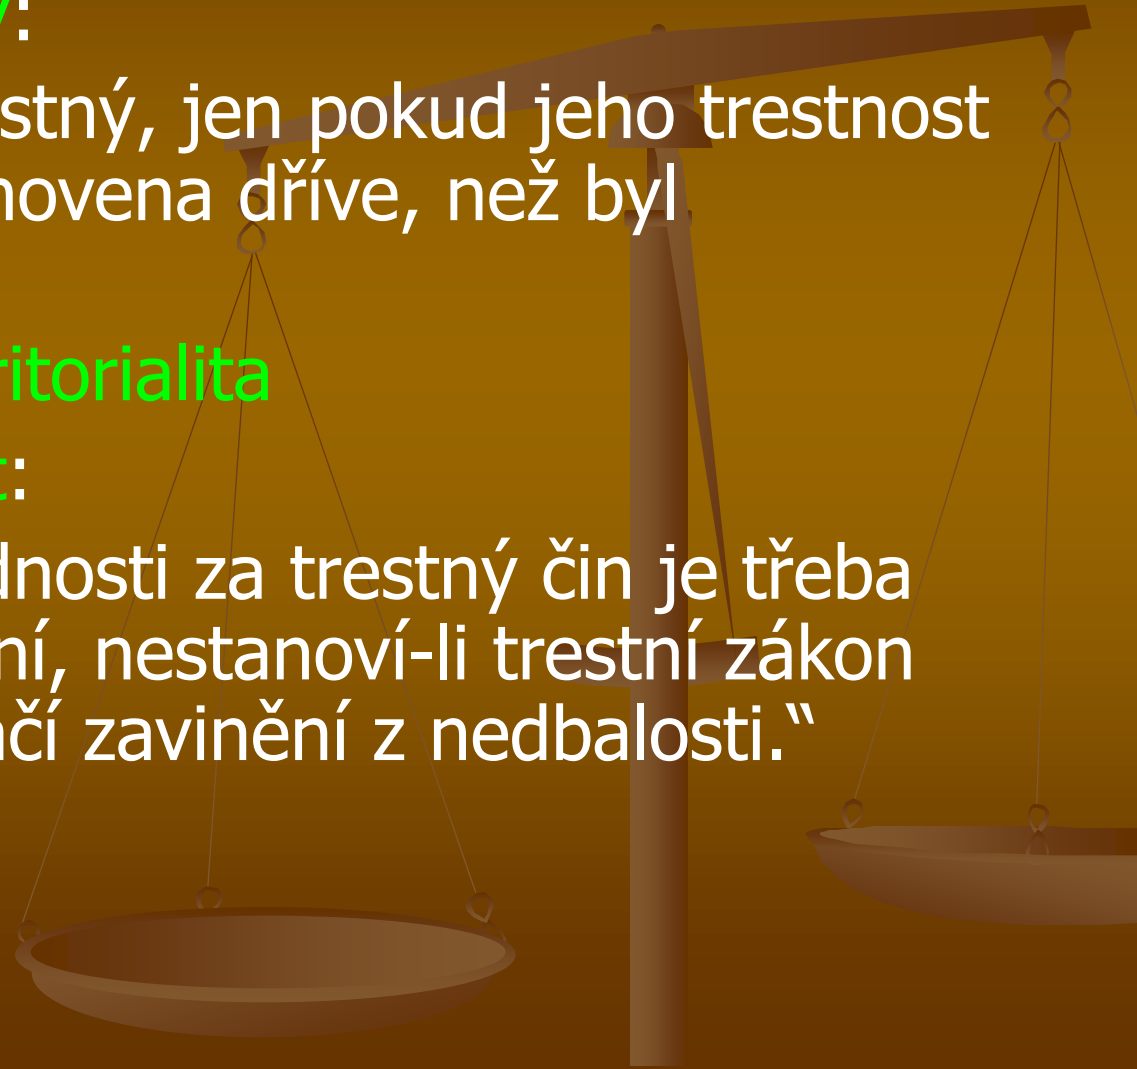 :
stný, jen pokud jeho trestnost
novena dříve, než byl
ritorialita
t:
dnosti za trestný čin je třeba
ní, nestanoví-li trestní zákon
ačí zavinění z nedbalosti.“